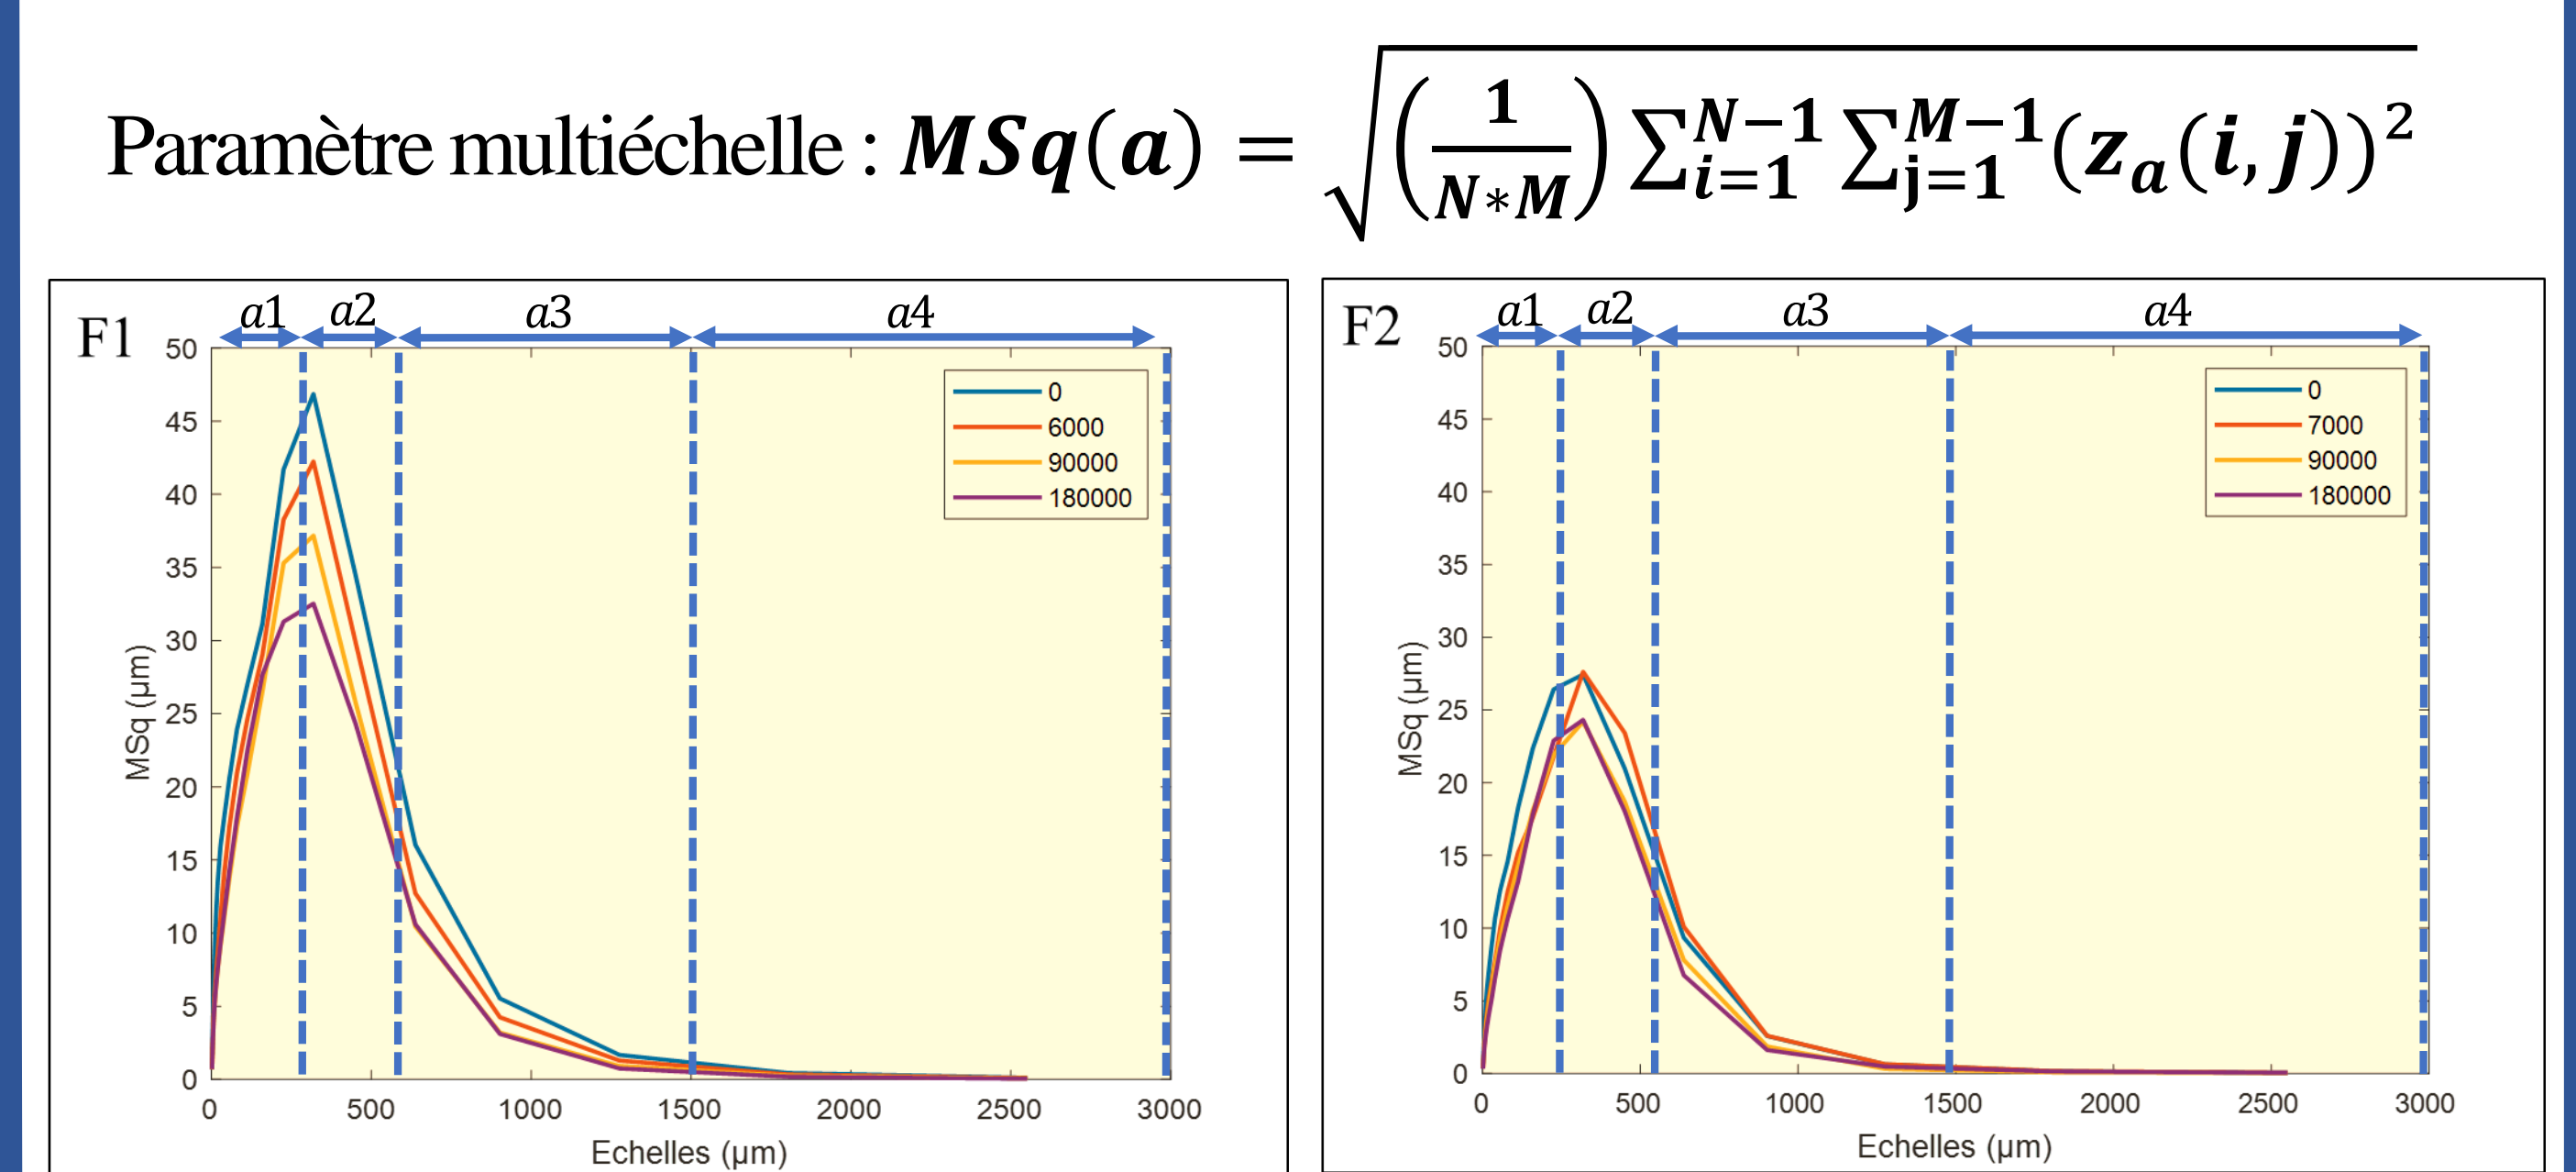 Paramètre multiéchelle : MSq(a) = √((1/(N*M)) ∑_{i=1}^{N−1} ∑_{j=1}^{M−1} (z_a(i,j))²)
F1
a1 a2 a3 a4
50
45
40
35
30
25
20
15
10
5
0
MSq (µm)
0
6000
90000
180000
0 500 1000 1500 2000 2500 3000
Echelles (µm)
F2
a1 a2 a3 a4
50
45
40
35
30
25
20
15
10
5
0
MSq (µm)
0
7000
90000
180000
0 500 1000 1500 2000 2500 3000
Echelles (µm)